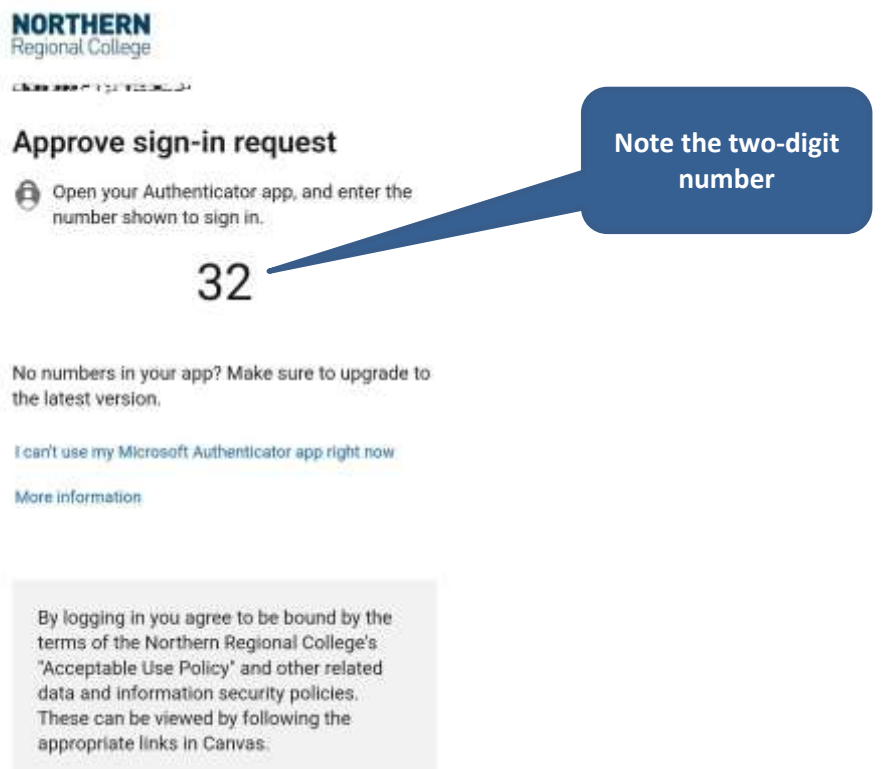 NORTHERN
Regional College
Approve sign-in request
Open your Authenticator app, and enter the
number shown to sign in.
32
Note the two-digit
number
No numbers in your app? Make sure to upgrade to
the latest version.
I can't use my Microsoft Authenticator app right now
More information
By logging in you agree to be bound by the
terms of the Northern Regional College's
"Acceptable Use Policy" and other related
data and information security policies.
These can be viewed by following the
appropriate links in Canvas.